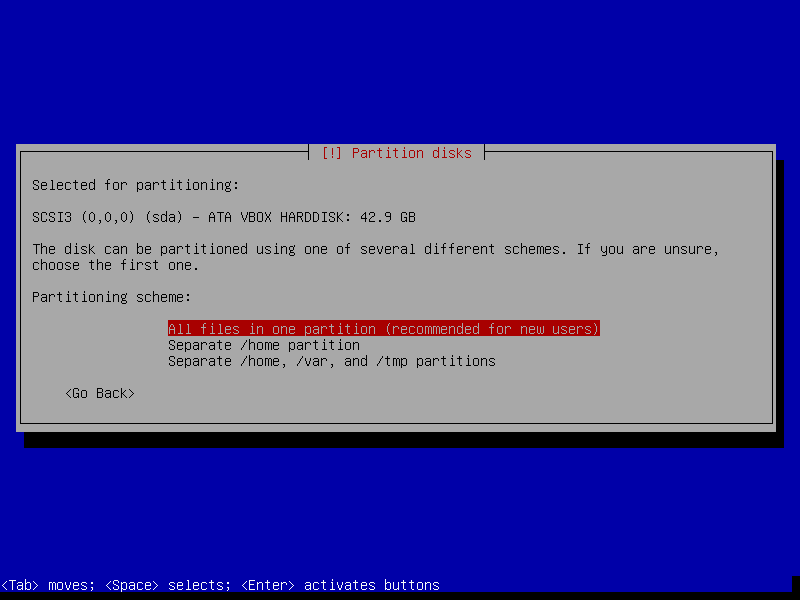 [!] Partition disks
Selected for partitioning:
SCSI3 (0,0,0) (sda) - ATA VBOX HARDDISK: 42.9 GB
The disk can be partitioned using one of several different schemes. If you are unsure,
choose the first one.
Partitioning scheme:
All files in one partition (recommended for new users)
Separate /home partition
Separate /home, /var, and /tmp partitions
<Go Back>
<Tab> moves; <Space> selects; <Enter> activates buttons